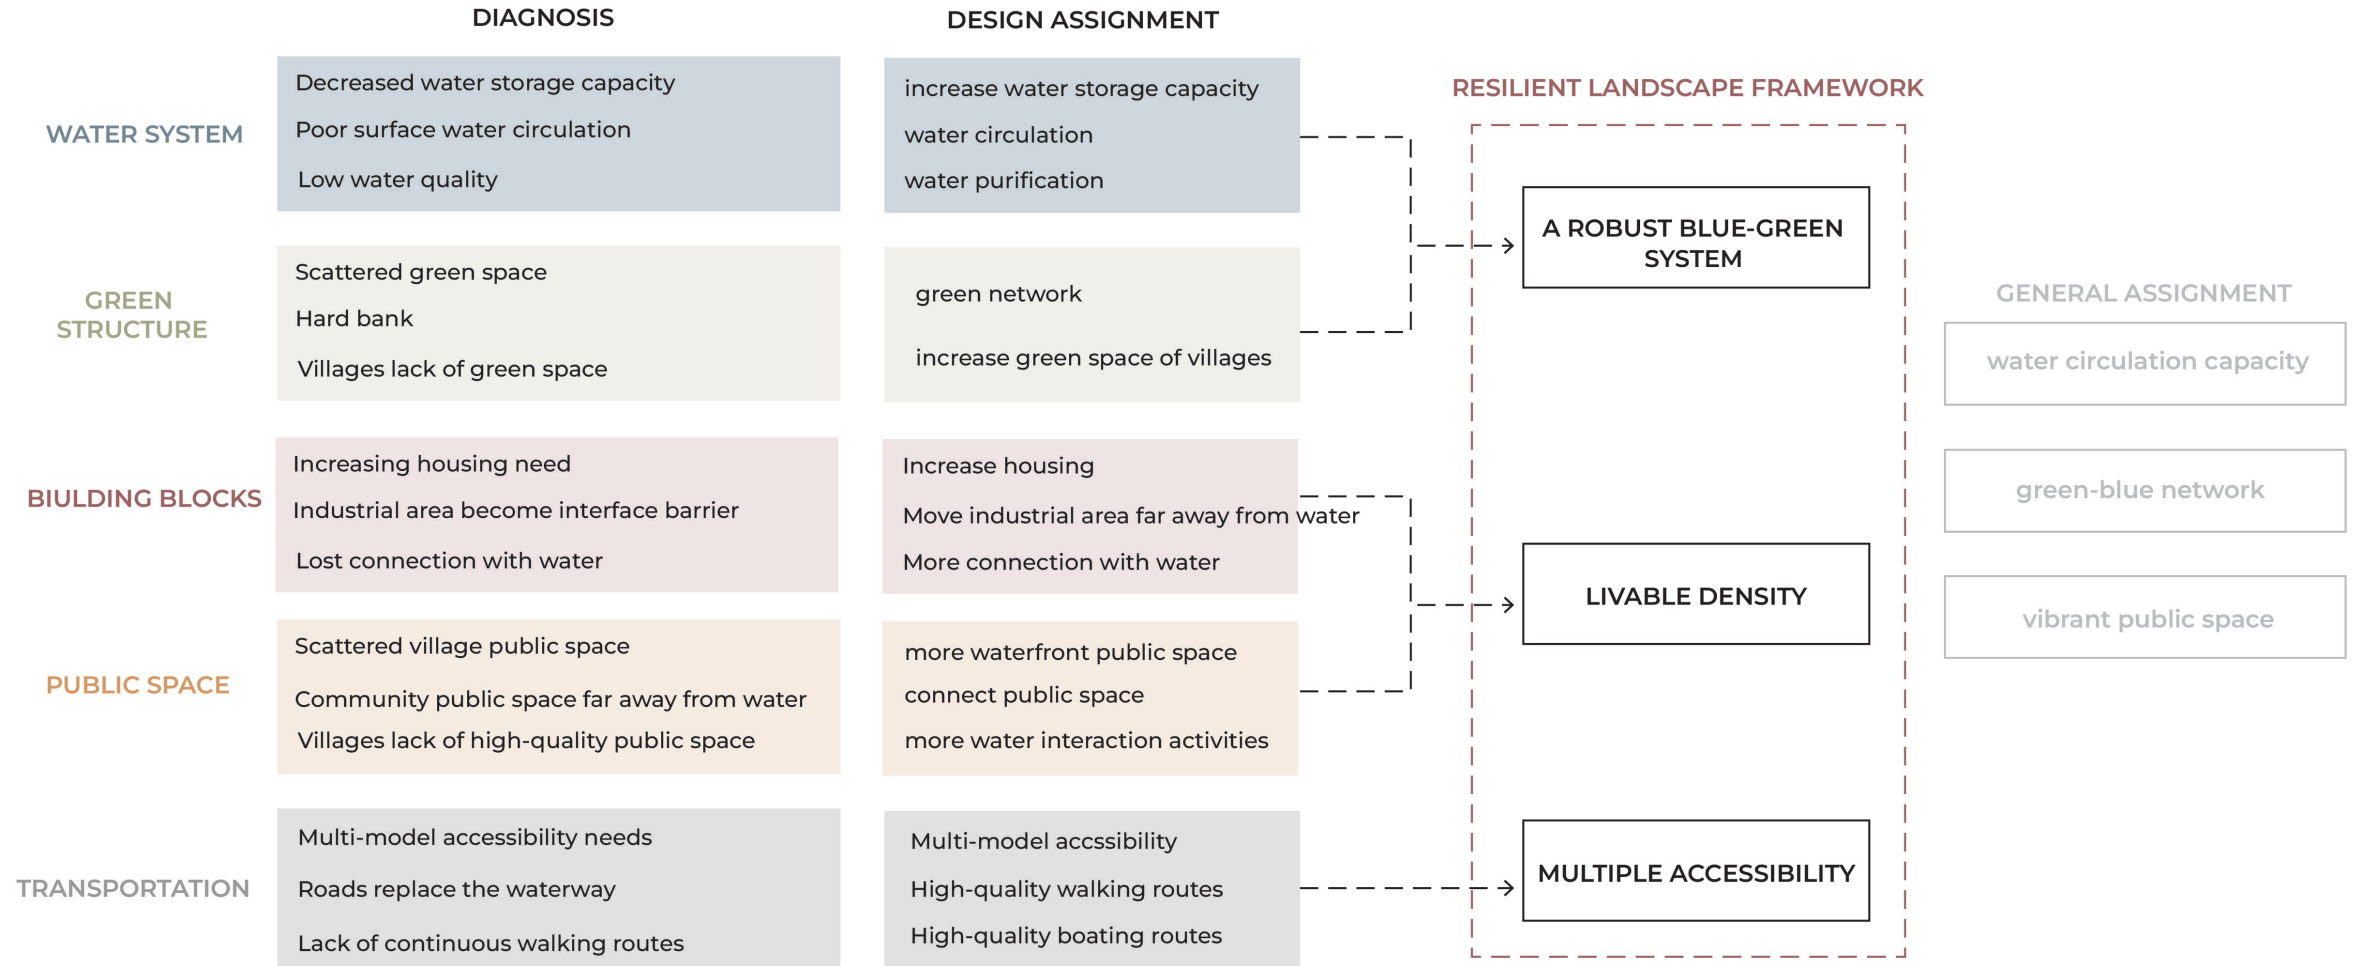 DIAGNOSIS
DESIGN ASSIGNMENT
WATER SYSTEM
Decreased water storage capacity
Poor surface water circulation
Low water quality
increase water storage capacity
water circulation
water purification
GREEN
STRUCTURE
Scattered green space
Hard bank
Villages lack of green space
green network
increase green space of villages
BIULDING BLOCKS
Increasing housing need
Industrial area become interface barrier
Lost connection with water
Increase housing
Move industrial area far away from water
More connection with water
PUBLIC SPACE
Scattered village public space
Community public space far away from water
Villages lack of high-quality public space
more waterfront public space
connect public space
more water interaction activities
TRANSPORTATION
Multi-model accessibility needs
Roads replace the waterway
Lack of continuous walking routes
Multi-model accssibility
High-quality walking routes
High-quality boating routes
RESILIENT LANDSCAPE FRAMEWORK
A ROBUST BLUE-GREEN
SYSTEM
LIVABLE DENSITY
MULTIPLE ACCESSIBILITY
GENERAL ASSIGNMENT
water circulation capacity
green-blue network
vibrant public space